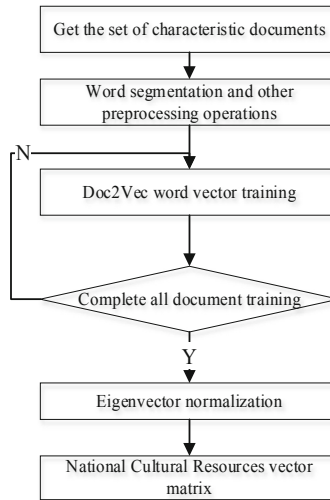 Get the set of characteristic documents
Word segmentation and other
preprocessing operations
N
Doc2Vec word vector training
Complete all document training
Y
Eigenvector normalization
National Cultural Resources vector
matrix